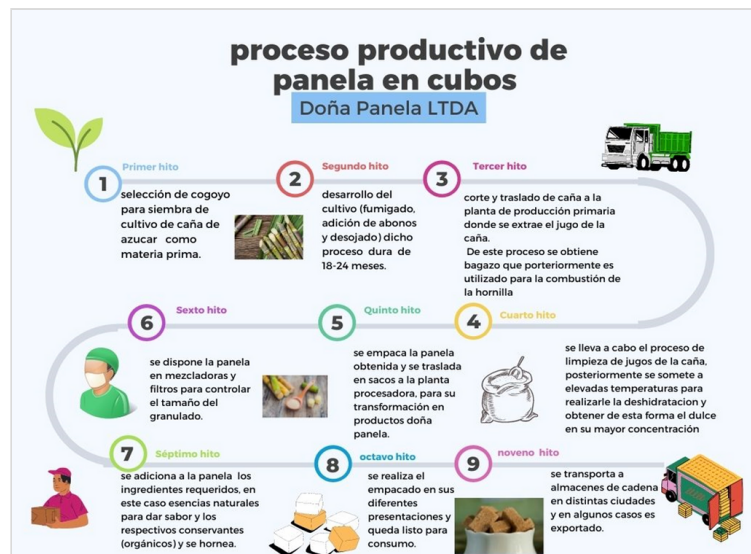 proceso productivo de
panela en cubos
Doña Panela LTDA
1
Primer hito
selección de cogoyo
para siembra de
cultivo de caña de
azucar como
materia prima.
2
Segundo hito
desarrollo del
cultivo (fumigado,
adición de abonos
y desojado) dicho
proceso dura de
18-24 meses.
3
Tercer hito
corte y traslado de caña a la
planta de producción primaria
donde se extrae el jugo de la
caña.
De este proceso se obtiene
bagazo que porteriormente es
utilizado para la combustión de
la hornilla
4
Cuarto hito
se lleva a cabo el proceso de
limpieza de jugos de la caña,
posteriormente se somete a
elevadas temperaturas para
realizarle la deshidratacion y
obtener de esta forma el dulce
en su mayor concentración
5
Quinto hito
se empaca la panela
obtenida y se traslada
en sacos a la planta
procesadora, para su
transformación en
productos doña
panela.
6
Sexto hito
se dispone la panela
en mezcladoras y
filtros para controlar
el tamaño del
granulado.
7
Séptimo hito
se adiciona a la panela los
ingredientes requeridos, en
este caso esencias naturales
para dar sabor y los
respectivos conservantes
(orgánicos) y se hornea.
8
octavo hito
se realiza el
empacado en sus
diferentes
presentaciones y
queda listo para
consumo.
9
noveno hito
se transporta a
almacenes de cadena
en distintas ciudades
y en algunos casos es
exportado.